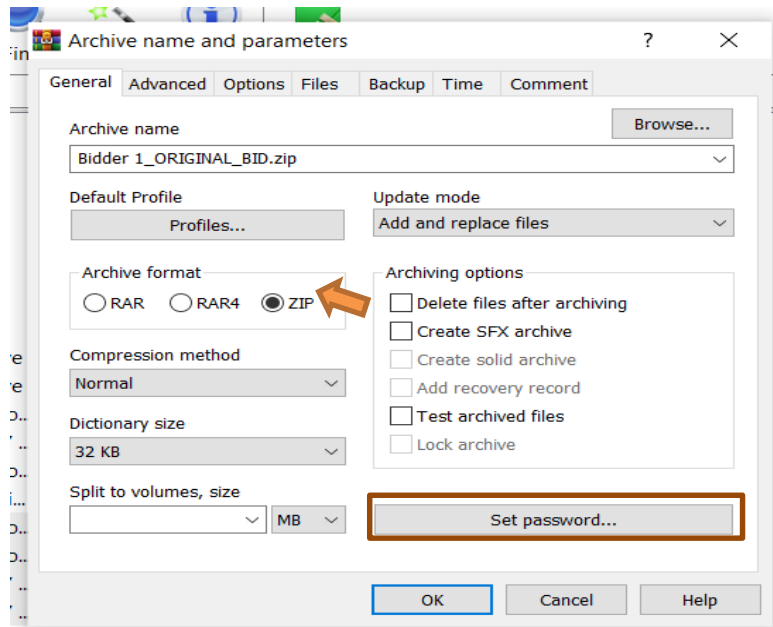 Fin
Archive name and parameters ? ×
General Advanced Options Files Backup Time Comment
Archive name Browse...
Bidder 1_ORIGINAL_BID.zip
Default Profile Update mode
Profiles... Add and replace files
Archive format Archiving options
RAR RAR4 ZIP Delete files after archiving
Create SFX archive
Compression method Create solid archive
Normal Add recovery record
Dictionary size Test archived files
32 KB Lock archive
Split to volumes, size
MB Set password...
OK Cancel Help